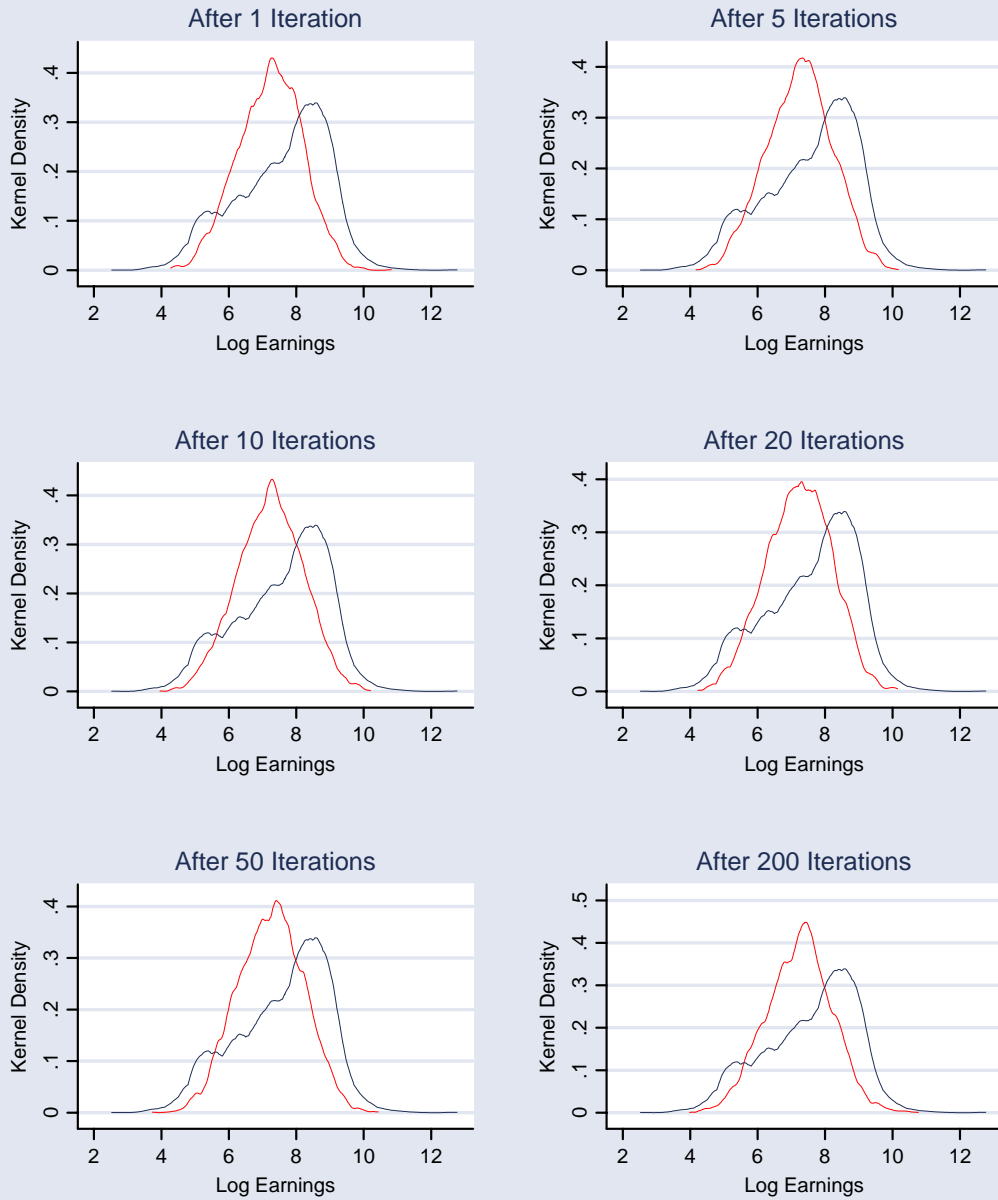 After 1 Iteration
Kernel Density
0 .1 .2 .3 .4
2 4 6 8 10 12
Log Earnings
After 5 Iterations
Kernel Density
0 .1 .2 .3 .4
2 4 6 8 10 12
Log Earnings
After 10 Iterations
Kernel Density
0 .1 .2 .3 .4
2 4 6 8 10 12
Log Earnings
After 20 Iterations
Kernel Density
0 .1 .2 .3 .4
2 4 6 8 10 12
Log Earnings
After 50 Iterations
Kernel Density
0 .1 .2 .3 .4
2 4 6 8 10 12
Log Earnings
After 200 Iterations
Kernel Density
0 .1 .2 .3 .4 .5
2 4 6 8 10 12
Log Earnings